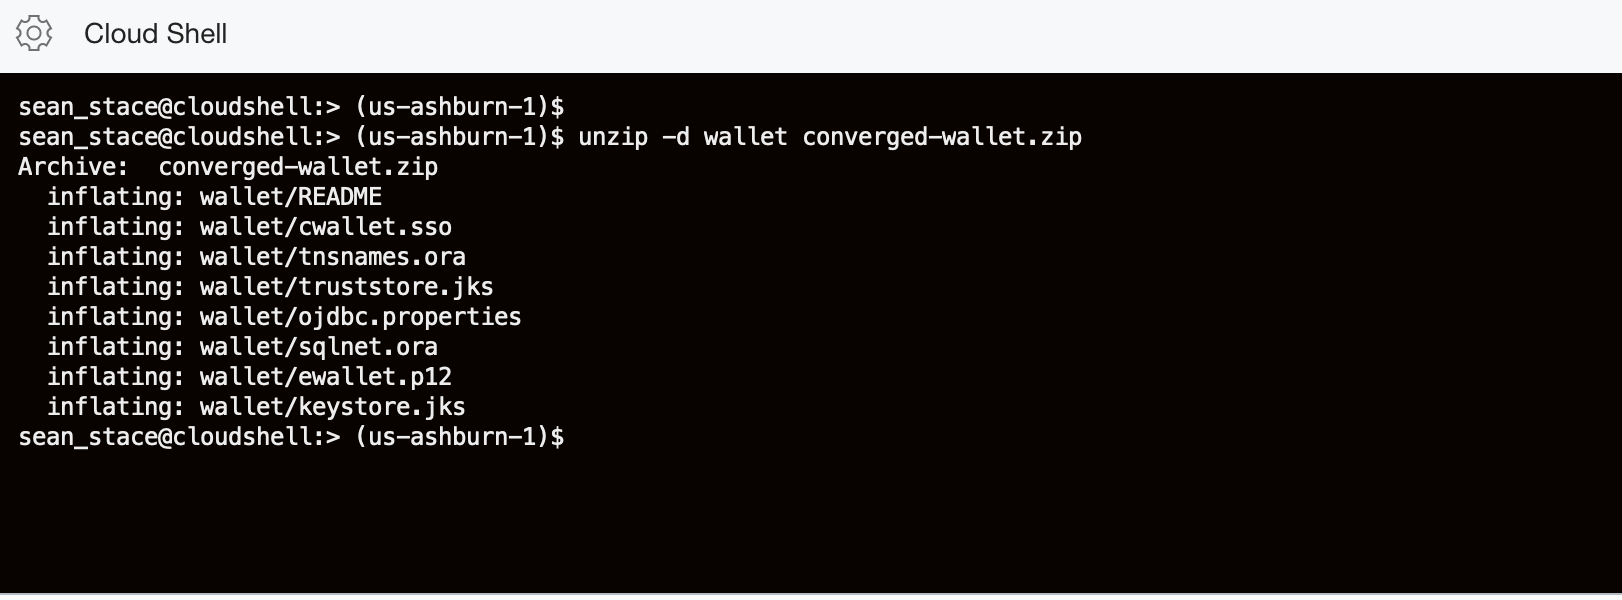 Cloud Shell
sean_stace@cloudshell:> (us-ashburn-1)$
sean_stace@cloudshell:> (us-ashburn-1)$ unzip -d wallet converged-wallet.zip
Archive:  converged-wallet.zip
  inflating: wallet/README
  inflating: wallet/cwallet.sso
  inflating: wallet/tnsnames.ora
  inflating: wallet/truststore.jks
  inflating: wallet/ojdbc.properties
  inflating: wallet/sqlnet.ora
  inflating: wallet/ewallet.p12
  inflating: wallet/keystore.jks
sean_stace@cloudshell:> (us-ashburn-1)$